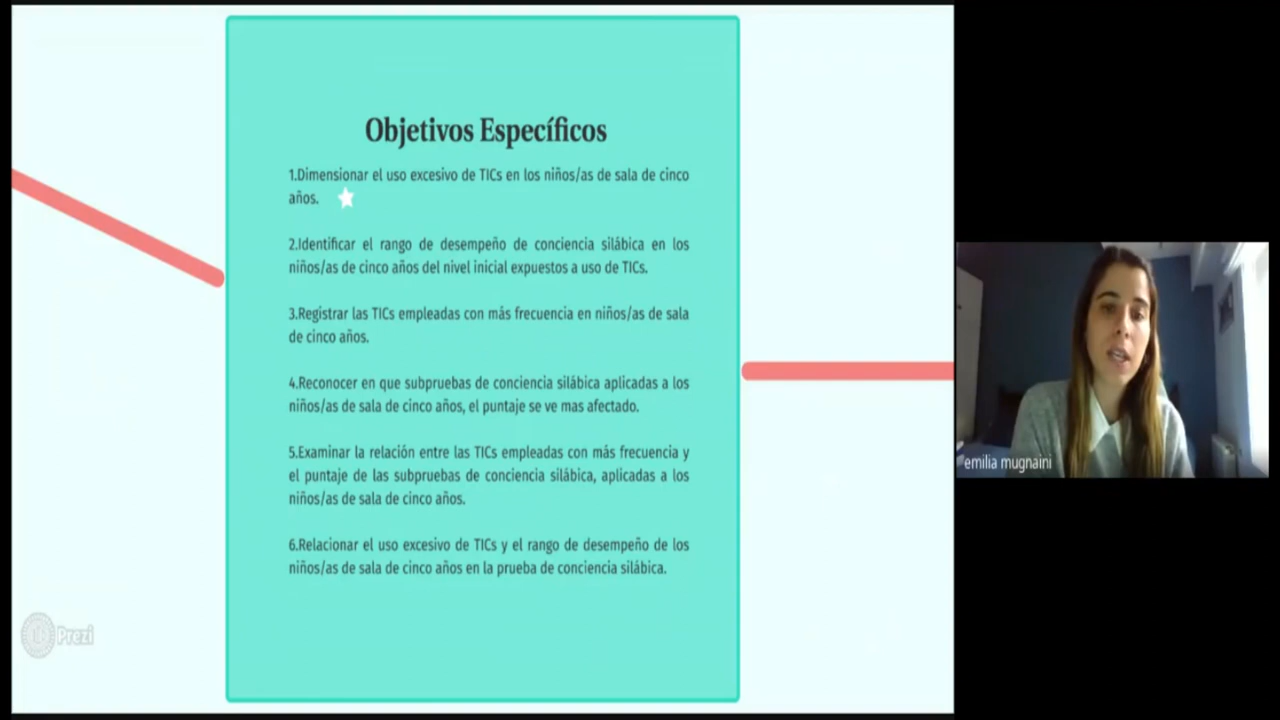 Objetivos Específicos
1.Dimensionar el uso excesivo de TICs en los niños/as de sala de cinco
años.
2.Identificar el rango de desempeño de conciencia silábica en los
niños/as de cinco años del nivel inicial expuestos a uso de TICs.
3.Registrar las TICs empleadas con más frecuencia en niños/as de sala
de cinco años.
4.Reconocer en que subpruebas de conciencia silábica aplicadas a los
niños/as de sala de cinco años, el puntaje se ve mas afectado.
5.Examinar la relación entre las TICs empleadas con más frecuencia y
el puntaje de las subpruebas de conciencia silábica, aplicadas a los
niños/as de sala de cinco años.
6.Relacionar el uso excesivo de TICs y el rango de desempeño de los
niños/as de sala de cinco años en la prueba de conciencia silábica.
Prezi
emilia mugnaini